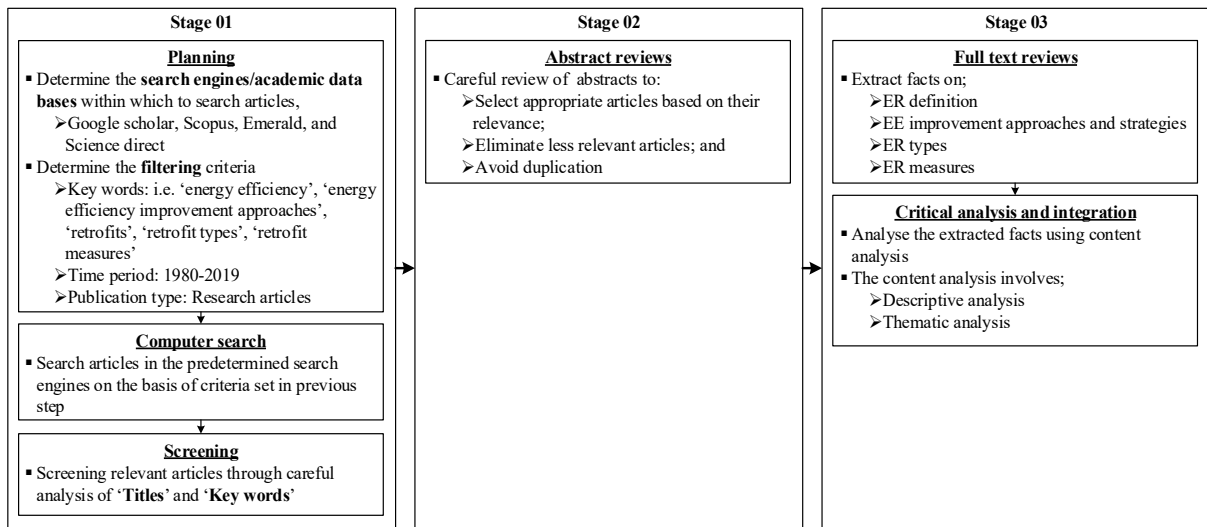 Stage 01
Planning
▪ Determine the search engines/academic data
bases within which to search articles,
➢Google scholar, Scopus, Emerald, and
Science direct
▪ Determine the filtering criteria
➢Key words: i.e. ‘energy efficiency’, ‘energy
efficiency improvement approaches’,
‘retrofits’, ‘retrofit types’, ‘retrofit
measures’
➢Time period: 1980-2019
➢Publication type: Research articles
Computer search
▪ Search articles in the predetermined search
engines on the basis of criteria set in previous
step
Screening
▪ Screening relevant articles through careful
analysis of ‘Titles’ and ‘Key words’
Stage 02
Abstract reviews
▪ Careful review of abstracts to:
➢Select appropriate articles based on their
relevance;
➢Eliminate less relevant articles; and
➢Avoid duplication
Stage 03
Full text reviews
▪ Extract facts on;
➢ER definition
➢EE improvement approaches and strategies
➢ER types
➢ER measures
Critical analysis and integration
▪ Analyse the extracted facts using content
analysis
▪ The content analysis involves;
➢Descriptive analysis
➢Thematic analysis